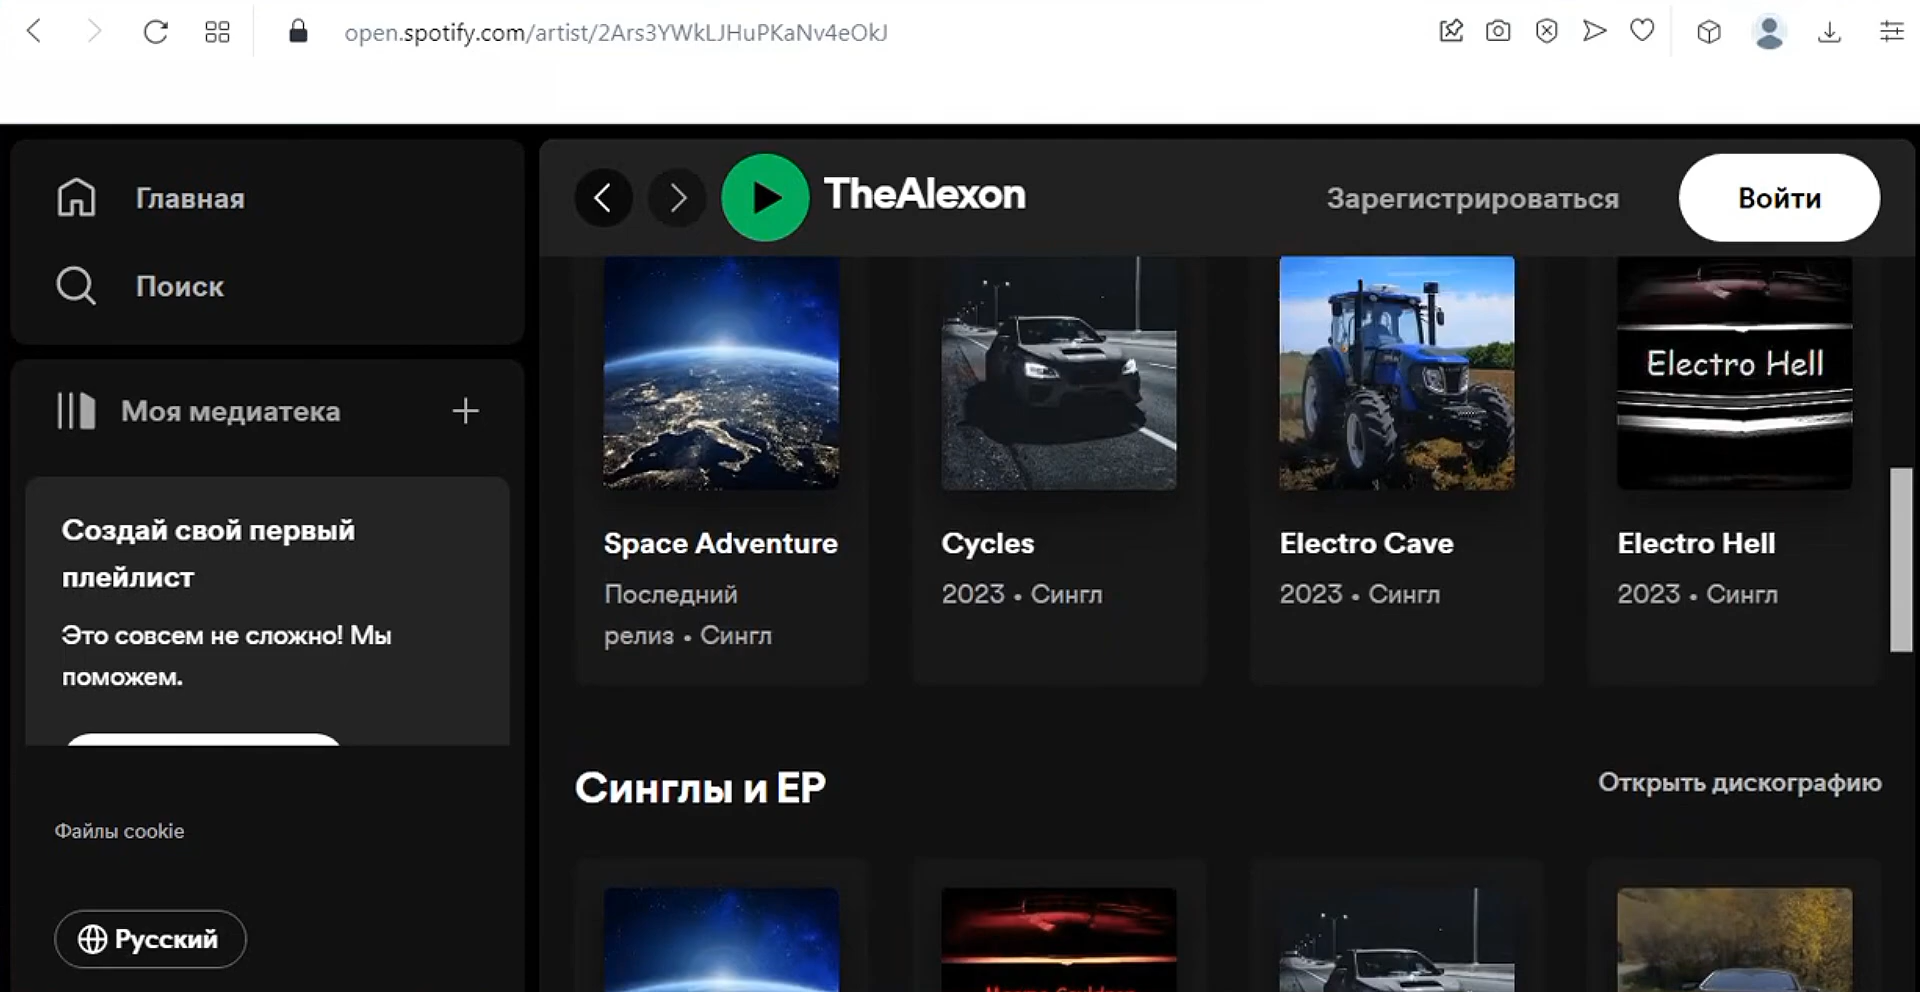 open.spotify.com/artist/2Ars3YWkLJHuPKaNv4eOkJ
Главная
Поиск
Моя медиатека
Создай свой первый
плейлист
Это совсем не сложно! Мы
поможем.
Файлы cookie
Русский
TheAlexon
Зарегистрироваться
Войти
Electro Hell
Space Adventure
Последний
релиз • Сингл
Cycles
2023 • Сингл
Electro Cave
2023 • Сингл
Electro Hell
2023 • Сингл
Синглы и EP
Открыть дискографию